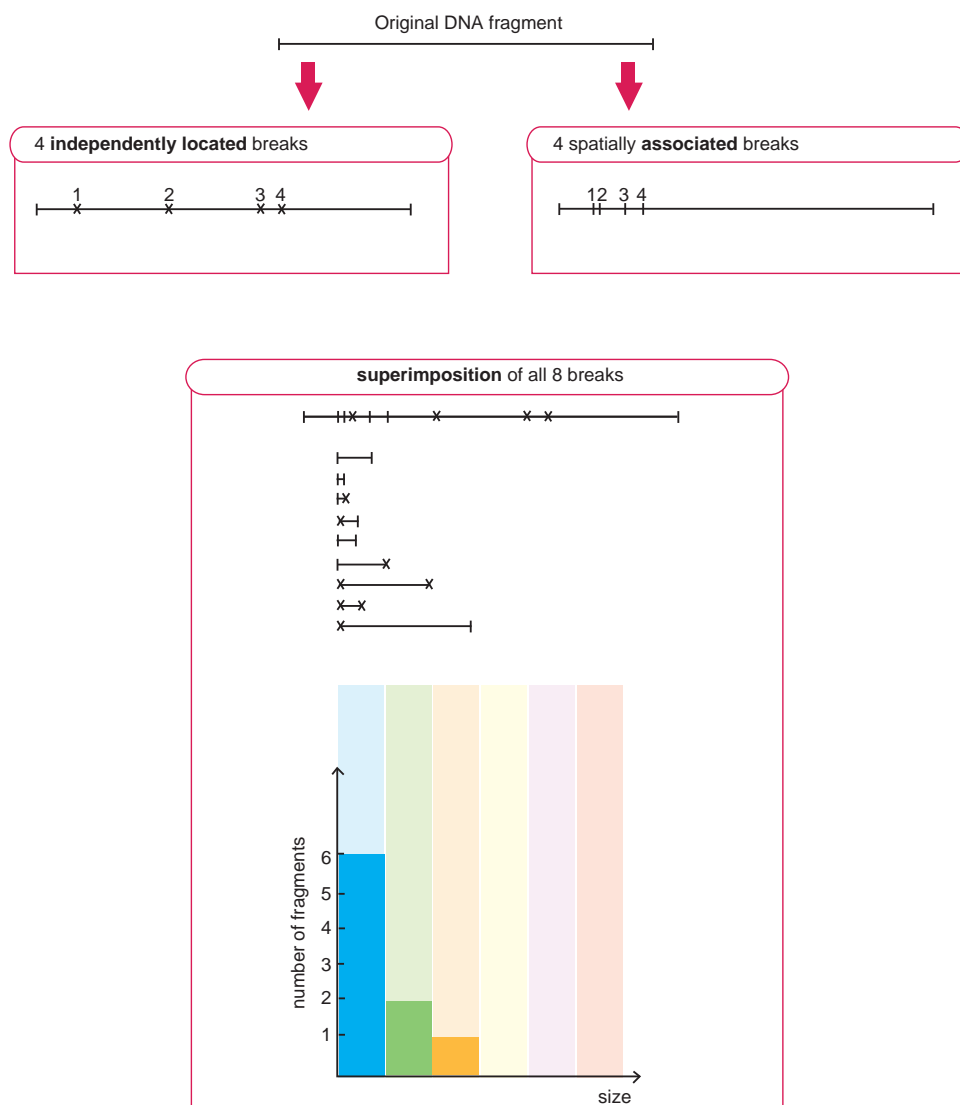 Original DNA fragment
4 independently located breaks
1 2 3 4
4 spatially associated breaks
12 3 4
superimposition of all 8 breaks
number of fragments
6
5
4
3
2
1
size